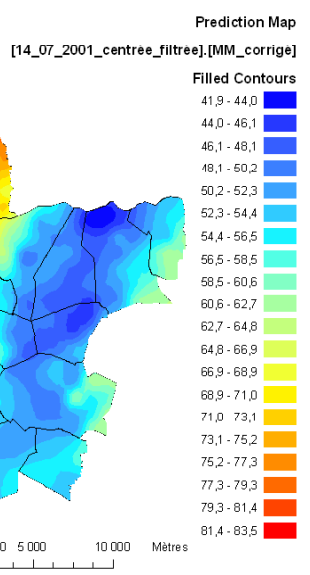 Prediction Map
[14_07_2001_centrèe_filtrèe].[MM_corrigè]
Filled Contours
41,9 - 44,0
44,0 - 46,1
46,1 - 48,1
48,1 - 50,2
50,2 - 52,3
52,3 - 54,4
54,4 - 56,5
56,5 - 58,5
58,5 - 60,6
60,6 - 62,7
62,7 - 64,8
64,8 - 66,9
66,9 - 68,9
68,9 - 71,0
71,0 73,1
73,1 - 75,2
75,2 - 77,3
77,3 - 79,3
79,3 - 81,4
81,4 - 83,5
0 5 000 10 000 Mètres